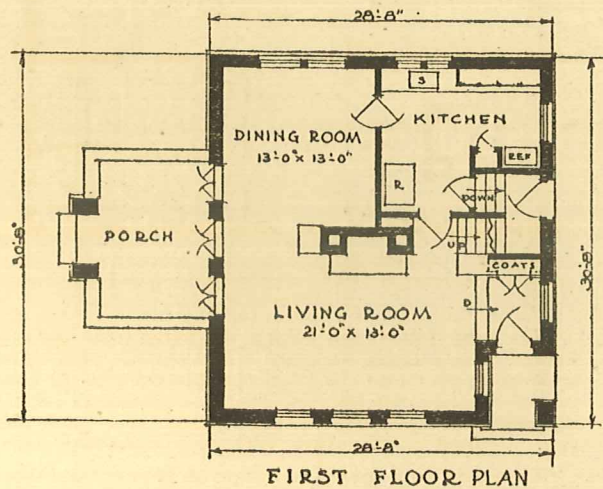 28'-8"
S
KITCHEN
DINING ROOM
13'-0" X 13'-0"
REF
R
DOWN
PORCH
UP
30'-8"
30'-8"
COATS
LIVING ROOM
21'-0" X 13'-0"
D
28'-8"
FIRST FLOOR PLAN